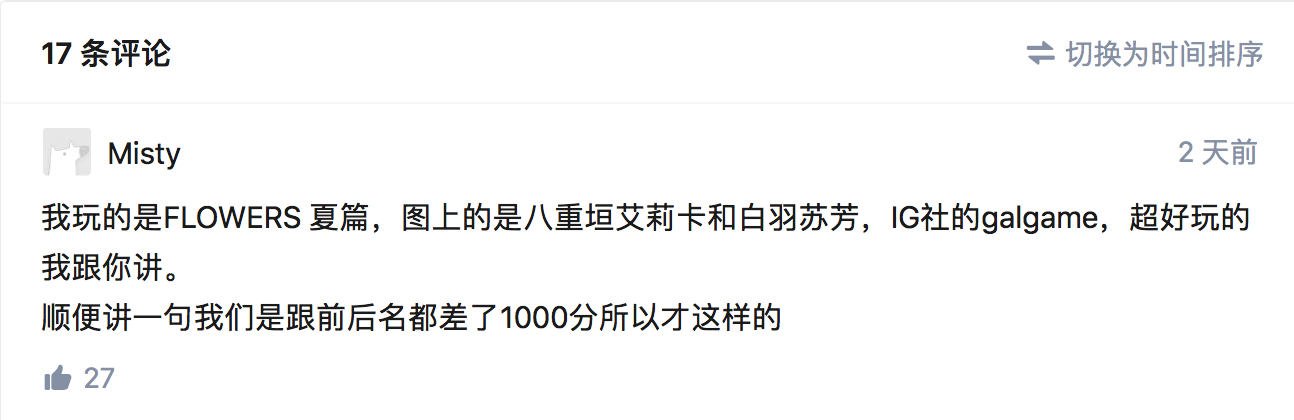 17 条评论
切换为时间排序
Misty
2 天前
我玩的是FLOWERS 夏篇，图上的是八重垣艾莉卡和白羽苏芳，IG社的galgame，超好玩的
我跟你讲。
顺便讲一句我们是跟前后名都差了1000分所以才这样的
27